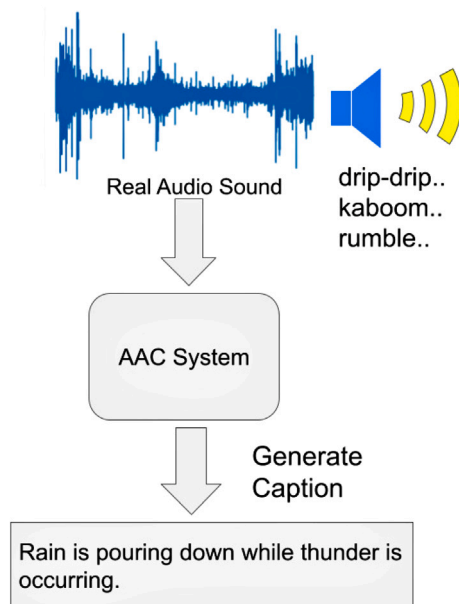 Real Audio Sound
drip-drip..
kaboom..
rumble..
AAC System
Generate
Caption
Rain is pouring down while thunder is
occurring.